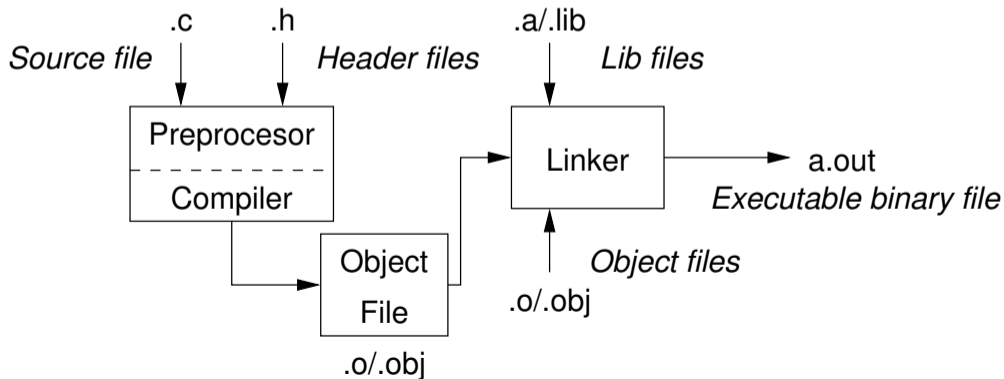 .c
.h
.a/.lib
Source file
Header files
Lib files
Preprocesor
Compiler
Linker
a.out
Executable binary file
Object
File
.o/.obj
Object files
.o/.obj